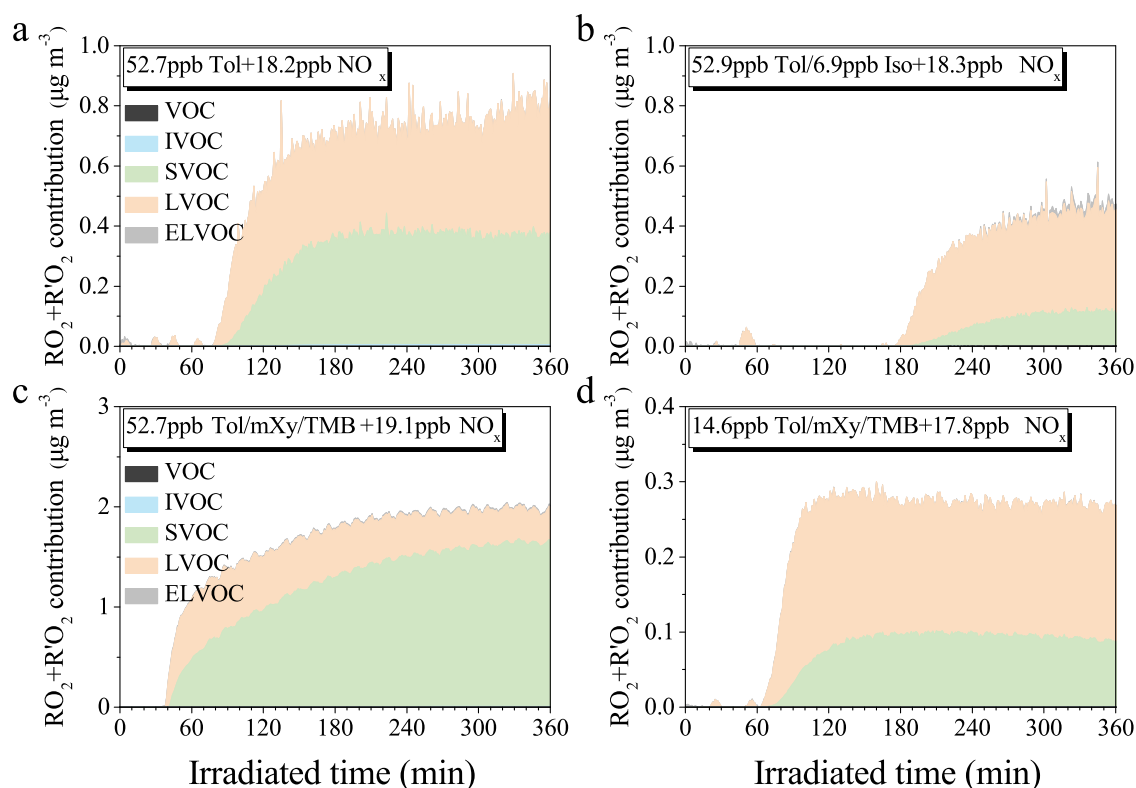 a
52.7ppb Tol+18.2ppb NOx
VOC
IVOC
SVOC
LVOC
ELVOC
RO2+R'O2 contribution (μg m-3)
1.0
0.8
0.6
0.4
0.2
0.0
0 60 120 180 240 300 360
b
52.9ppb Tol/6.9ppb Iso+18.3ppb NOx
RO2+R'O2 contribution (μg m-3)
1.0
0.8
0.6
0.4
0.2
0.0
0 60 120 180 240 300 360
c
52.7ppb Tol/mXy/TMB+19.1ppb NOx
VOC
IVOC
SVOC
LVOC
ELVOC
RO2+R'O2 contribution (μg m-3)
3
2
1
0
0 60 120 180 240 300 360
Irradiated time (min)
d
14.6ppb Tol/mXy/TMB+17.8ppb NOx
RO2+R'O2 contribution (μg m-3)
0.4
0.3
0.2
0.1
0.0
0 60 120 180 240 300 360
Irradiated time (min)